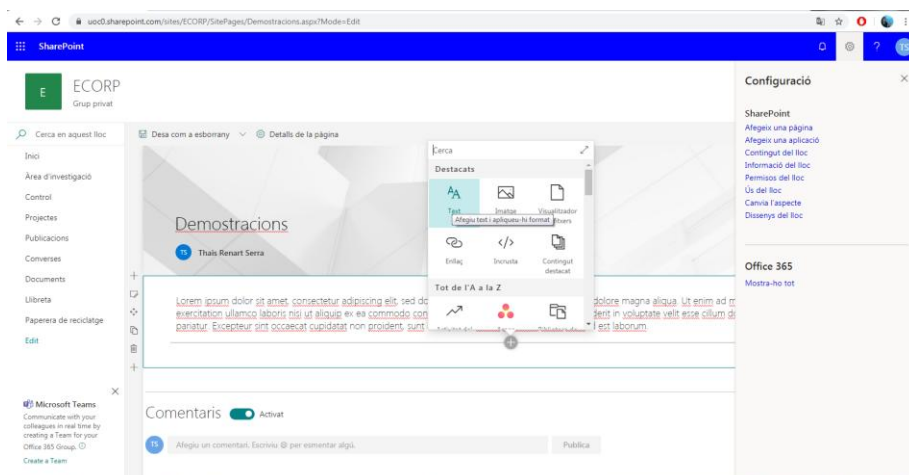 uoc0.sharepoint.com/sites/ECORP/SitePages/Demostracions.aspx?Mode=Edit
SharePoint
TS
E
ECORP
Grup privat
Cerca en aquest lloc
Inici
Àrea d'investigació
Control
Projectes
Publicacions
Converses
Documents
Llibreta
Paperera de reciclatge
Edit
Microsoft Teams
Communicate with your
colleagues in real time by
creating a Team for your
Office 365 Group.
Create a Team
Desa com a esborrany
Detalls de la pàgina
Demostracions
TS
Thais Renart Serra
Cerca
Destacats
Text
Imatge
Visualitzador
Afegiu text i apliqueu-hi format
Enllaç
Incrusta
Contingut
destacat
Tot de l'A a la Z
Lorem ipsum dolor sit amet, consectetur adipiscing elit, sed do
dolore magna aliqua. Ut enim ad m
exercitation ullamco laboris nisi ut aliquip ex ea commodo con
derit in voluptate velit esse cillum do
pariatur. Excepteur sint occaecat cupidatat non proident, sunt
est laborum.
Comentaris
Activat
TS
Afegiu un comentari. Escriviu @ per esmentar algú.
Publica
Configuració
SharePoint
Afegeix una pàgina
Afegeix una aplicació
Contingut del lloc
Informació del lloc
Permisos del lloc
Ús del lloc
Canvia l'aspecte
Dissenys del lloc
Office 365
Mostra-ho tot